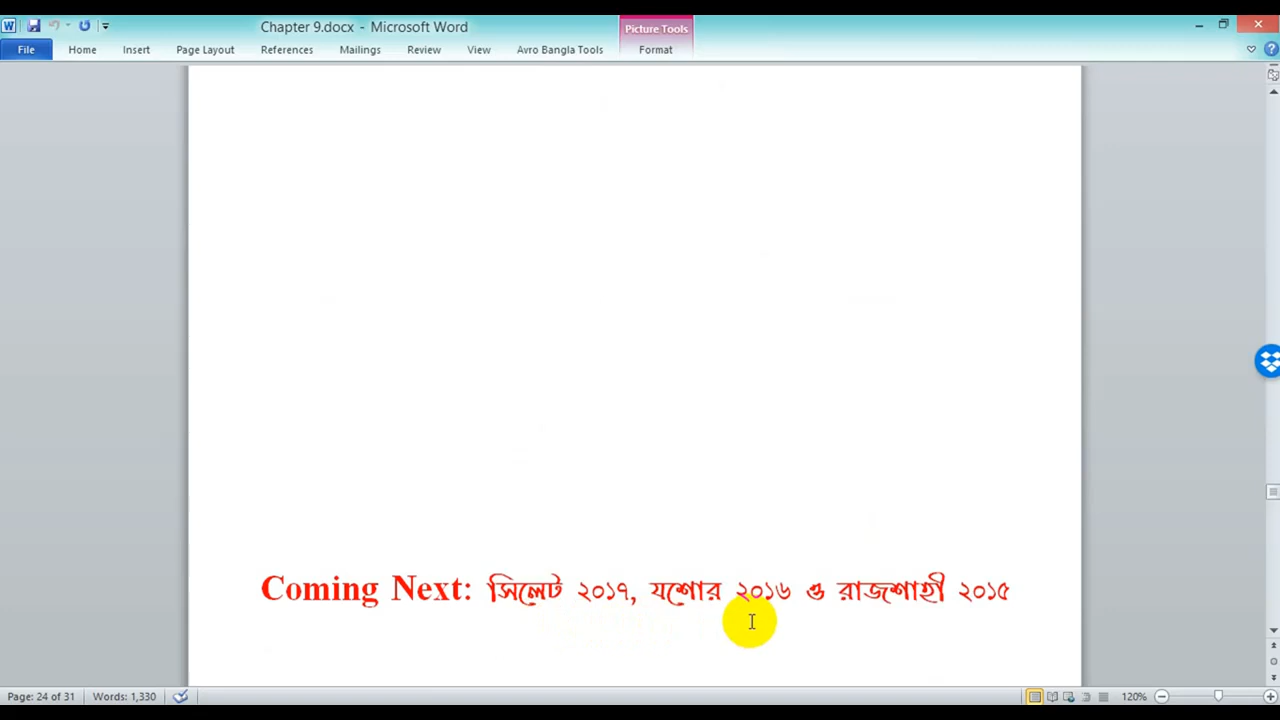 Chapter 9.docx - Microsoft Word
Picture Tools
File Home Insert Page Layout References Mailings Review View Avro Bangla Tools Format
Coming Next: সিলেট ২০১৭, যশোর ২০১৬ ও রাজশাহী ২০১৫
Page: 24 of 31 Words: 1,330 120%